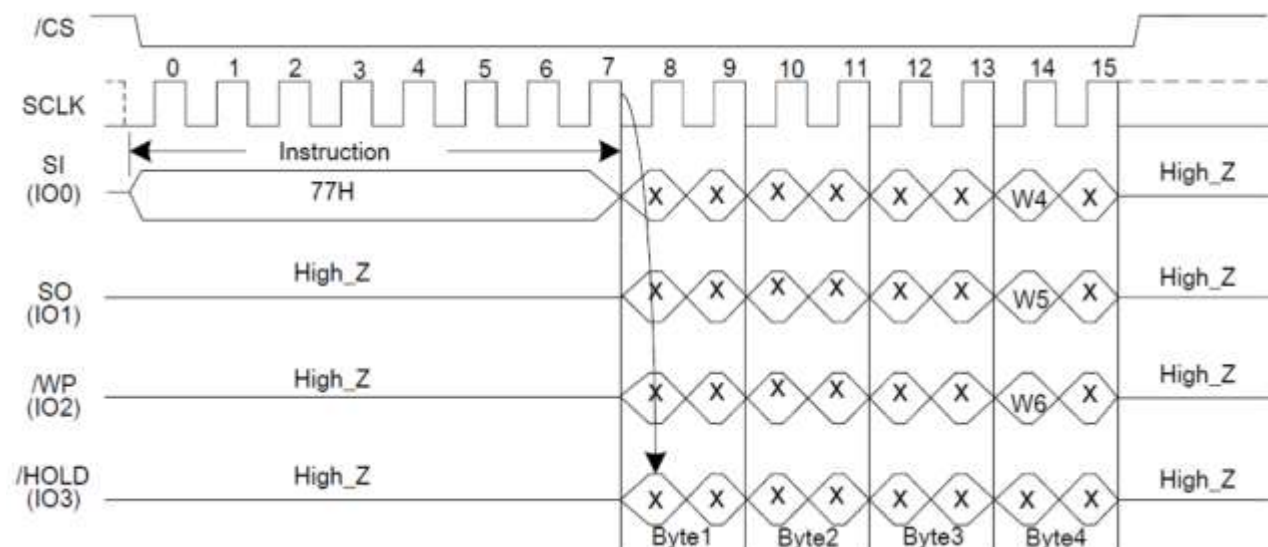 /CS
0 1 2 3 4 5 6 7 8 9 10 11 12 13 14 15
SCLK
SI
(IO0)
Instruction
77H
X X X X X X W4 X
High_Z
SO
(IO1)
High_Z
X X X X X X W5 X
High_Z
/WP
(IO2)
High_Z
X X X X X X W6 X
High_Z
/HOLD
(IO3)
High_Z
X X X X X X X X
High_Z
Byte1 Byte2 Byte3 Byte4